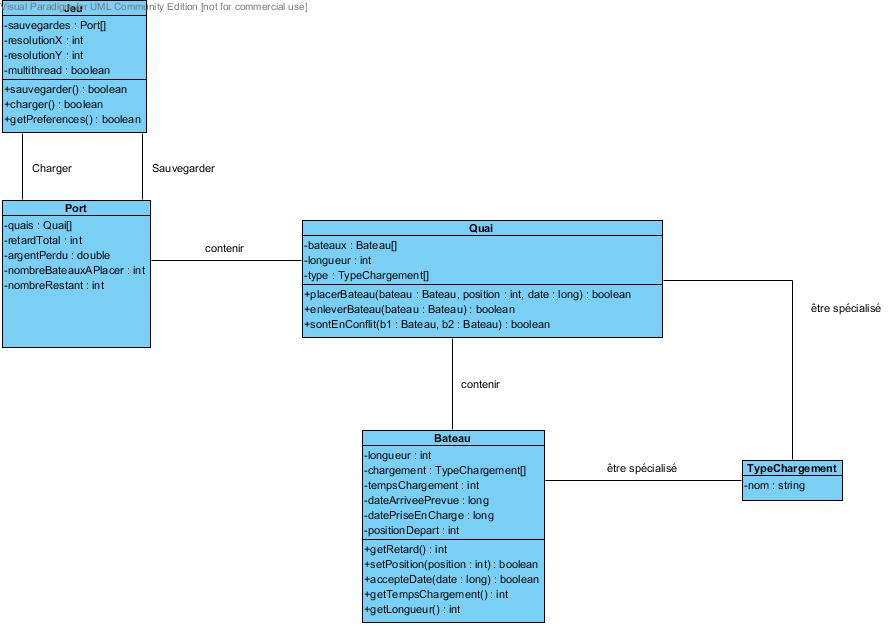 Visual Paradigm for UML Community Edition [not for commercial use]
Jeu
-sauvegardes : Port[]
-resolutionX : int
-resolutionY : int
-multithread : boolean
+sauvegarder() : boolean
+charger() : boolean
+getPreferences() : boolean
Charger
Sauvegarder
Port
-quais : Quai[]
-retardTotal : int
-argentPerdu : double
-nombreBateauxAPlacer : int
-nombreRestant : int
contenir
Quai
-bateaux : Bateau[]
-longueur : int
-type : TypeChargement[]
+placerBateau(bateau : Bateau, position : int, date : long) : boolean
+enleverBateau(bateau : Bateau) : boolean
+sontEnConflit(b1 : Bateau, b2 : Bateau) : boolean
être spécialisé
contenir
Bateau
-longueur : int
-chargement : TypeChargement[]
-tempsChargement : int
-dateArriveePrevue : long
-datePriseEnCharge : long
-positionDepart : int
+getRetard() : int
+setPosition(position : int) : boolean
+accepteDate(date : long) : boolean
+getTempsChargement() : int
+getLongueur() : int
être spécialisé
TypeChargement
-nom : string